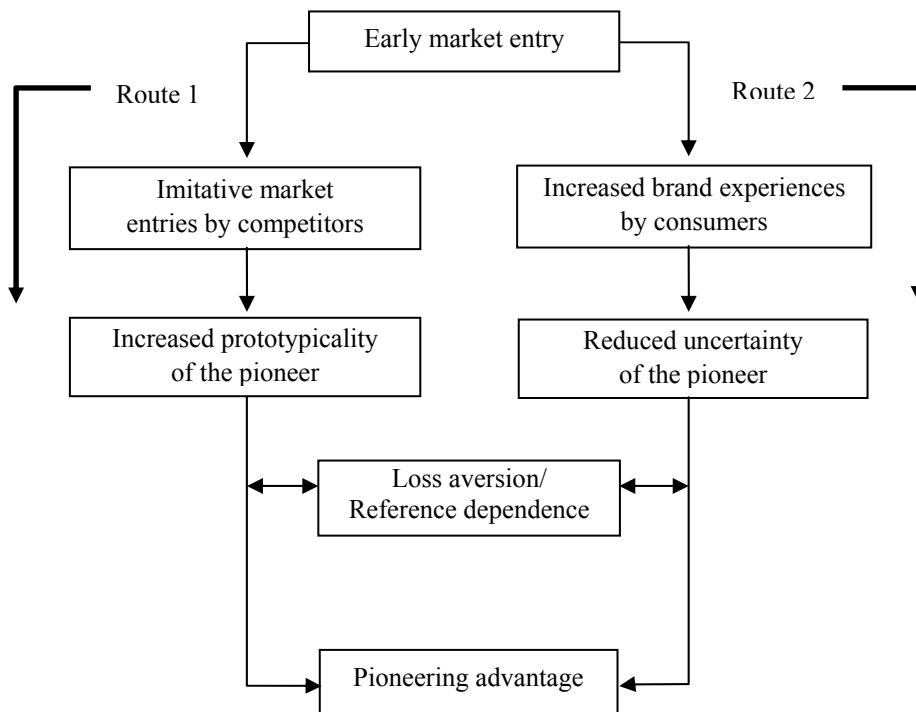 Early market entry
Route 1
Route 2
Imitative market
entries by competitors
Increased brand experiences
by consumers
Increased prototypicality
of the pioneer
Reduced uncertainty
of the pioneer
Loss aversion/
Reference dependence
Pioneering advantage